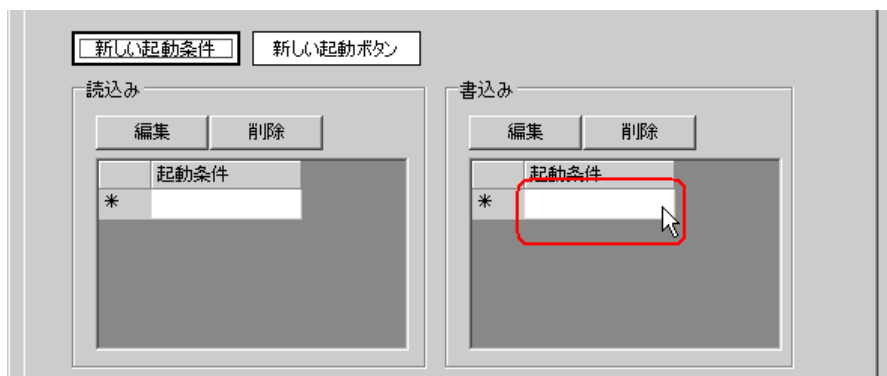 新しい起動条件 新しい起動ボタン
読込み 書込み
編集 削除 編集 削除
起動条件 起動条件
* *